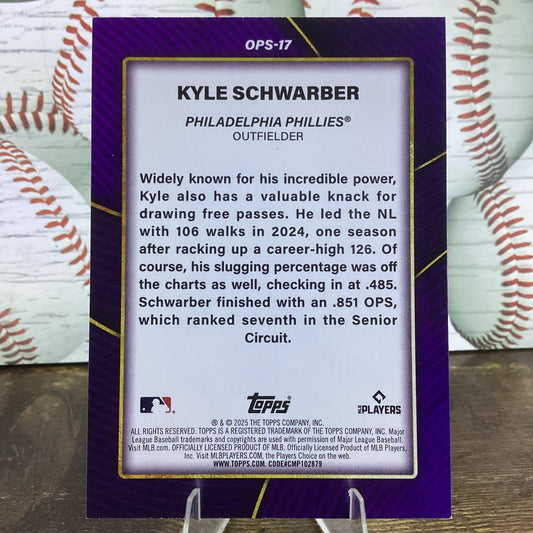 OPS-17
KYLE SCHWARBER
PHILADELPHIA PHILLIES®
OUTFIELDER
Widely known for his incredible power,
Kyle also has a valuable knack for
drawing free passes. He led the NL
with 106 walks in 2024, one season
after racking up a career-high 126. Of
course, his slugging percentage was off
the charts as well, checking in at .485.
Schwarber finished with an .851 OPS,
which ranked seventh in the Senior
Circuit.
topps
MLB PLAYERS
® & © 2025 THE TOPPS COMPANY, INC.
ALL RIGHTS RESERVED. TOPPS IS A REGISTERED TRADEMARK OF THE TOPPS COMPANY, INC. Major
League Baseball trademarks and copyrights are used with permission of Major League Baseball.
Visit MLB.com. OFFICIALLY LICENSED PRODUCT OF MLB. Officially Licensed Product of MLB Players,
Inc. Visit MLBPLAYERS.com, the Players Choice on the web.
WWW.TOPPS.COM. CODE#CMP102879